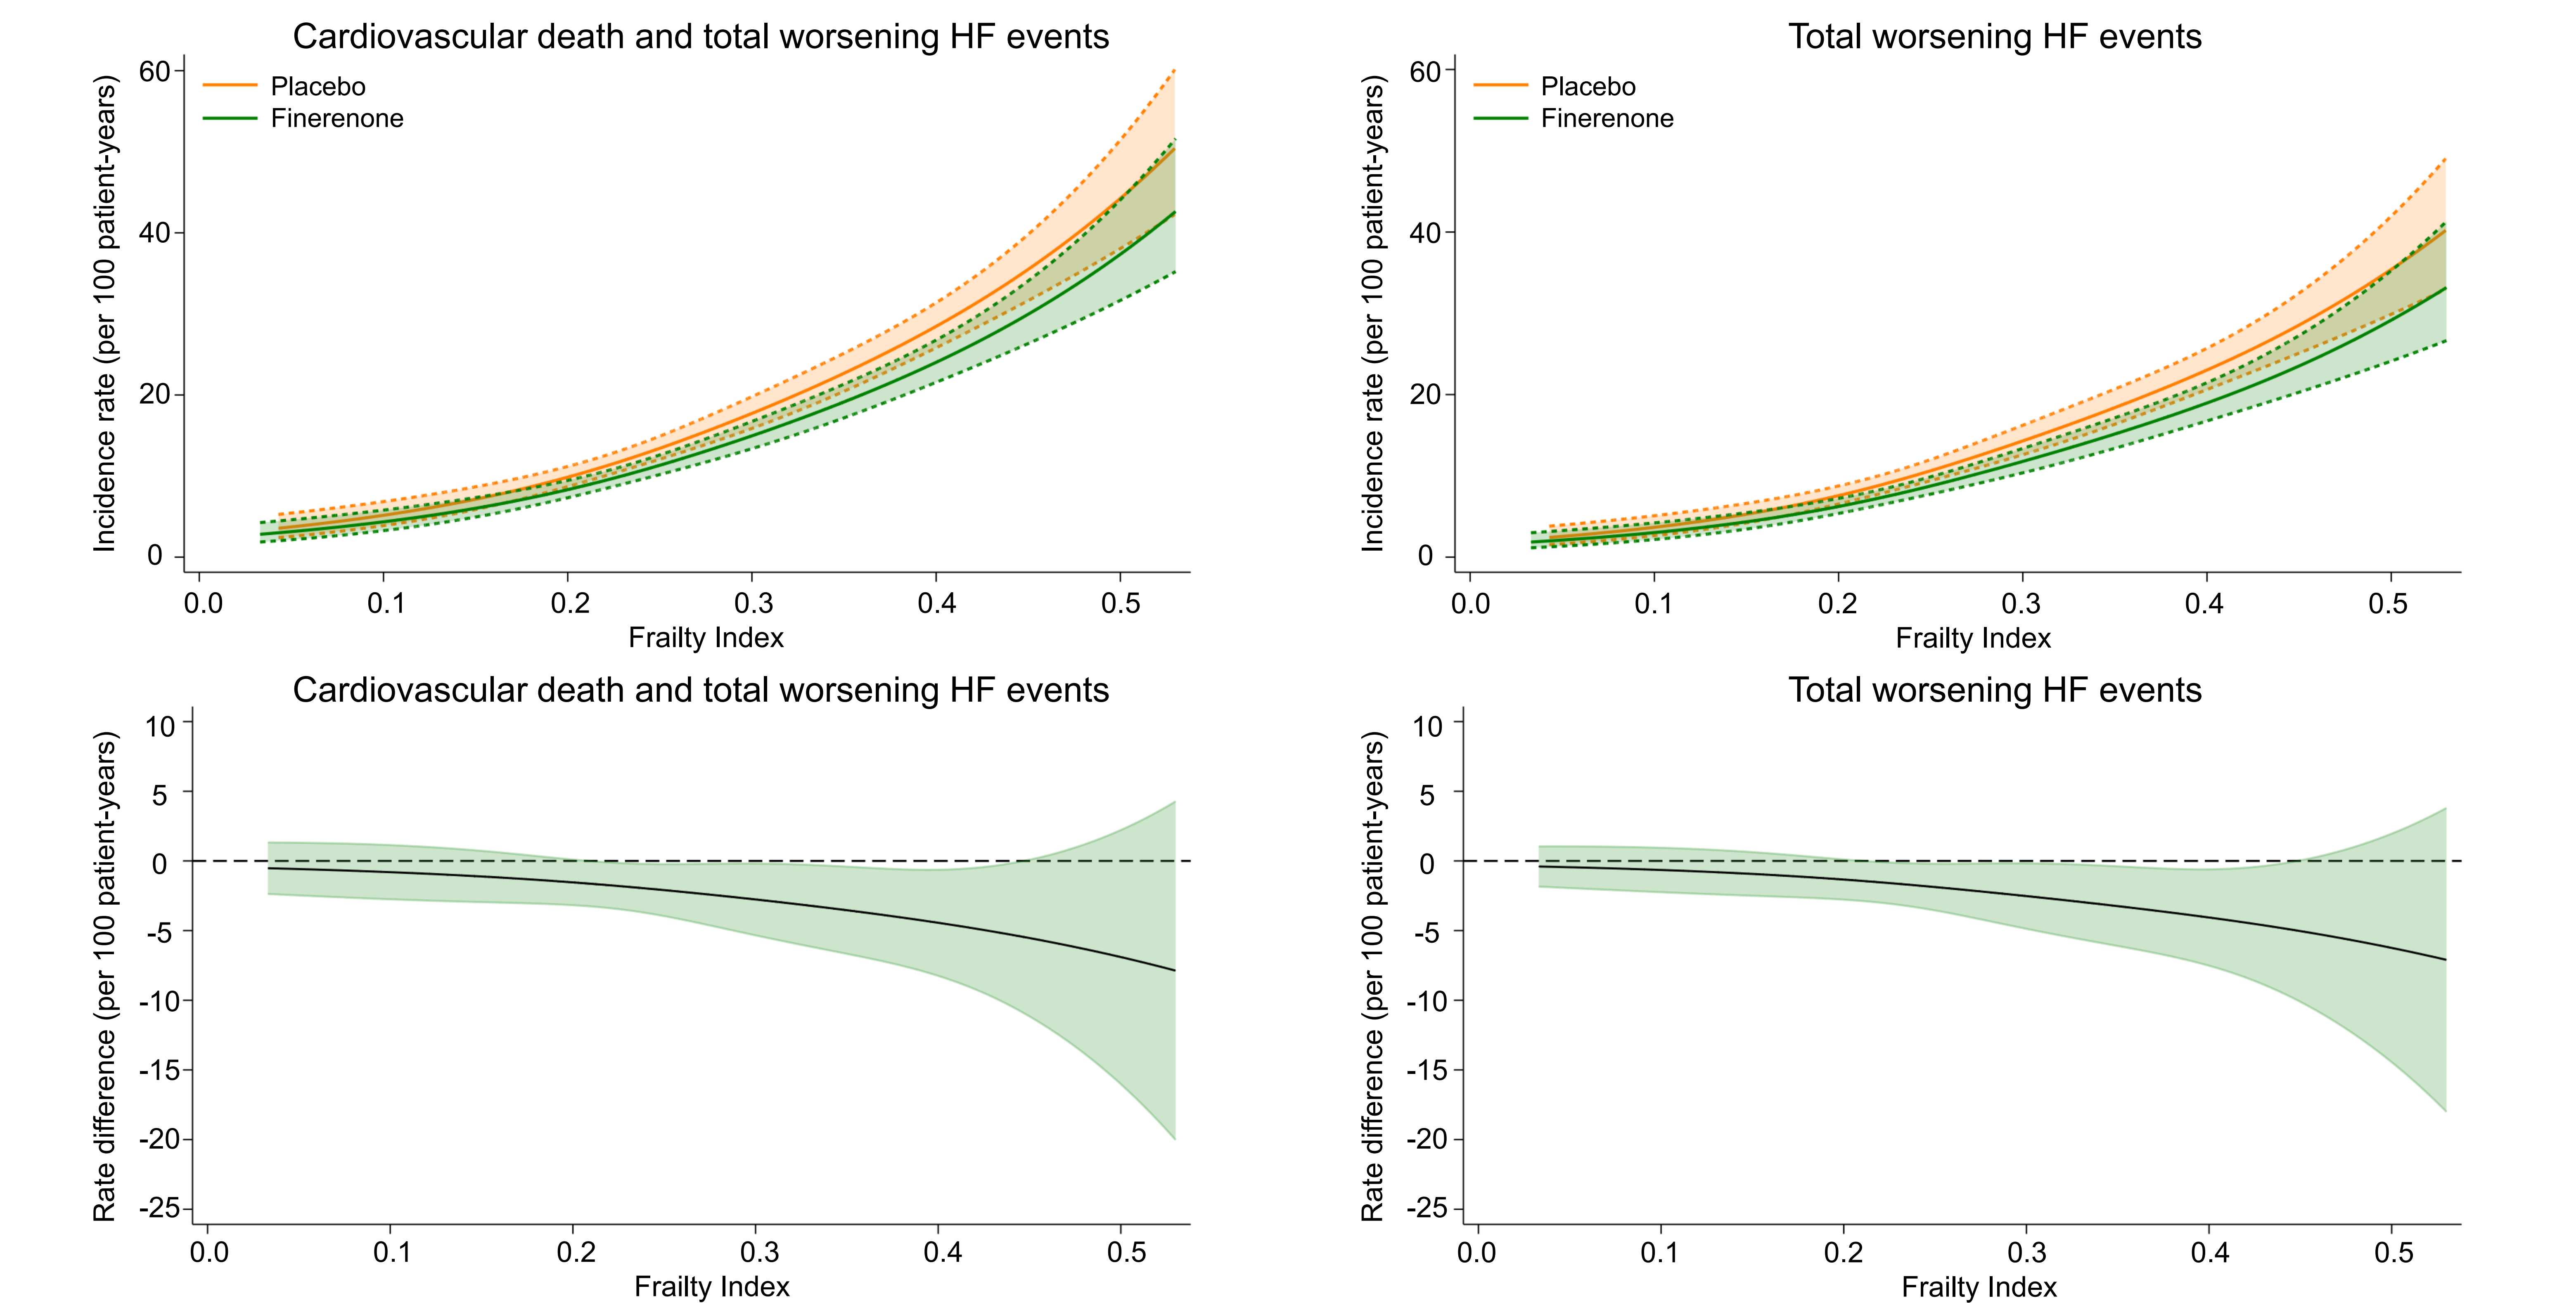 Cardiovascular death and total worsening HF events
Incidence rate (per 100 patient-years)
60
40
20
0
Placebo
Finerenone
0.0 0.1 0.2 0.3 0.4 0.5
Frailty Index
Total worsening HF events
Incidence rate (per 100 patient-years)
60
40
20
0
Placebo
Finerenone
0.0 0.1 0.2 0.3 0.4 0.5
Frailty Index
Cardiovascular death and total worsening HF events
Rate difference (per 100 patient-years)
10
5
0
-5
-10
-15
-20
-25
0.0 0.1 0.2 0.3 0.4 0.5
Frailty Index
Total worsening HF events
Rate difference (per 100 patient-years)
10
5
0
-5
-10
-15
-20
-25
0.0 0.1 0.2 0.3 0.4 0.5
Frailty Index